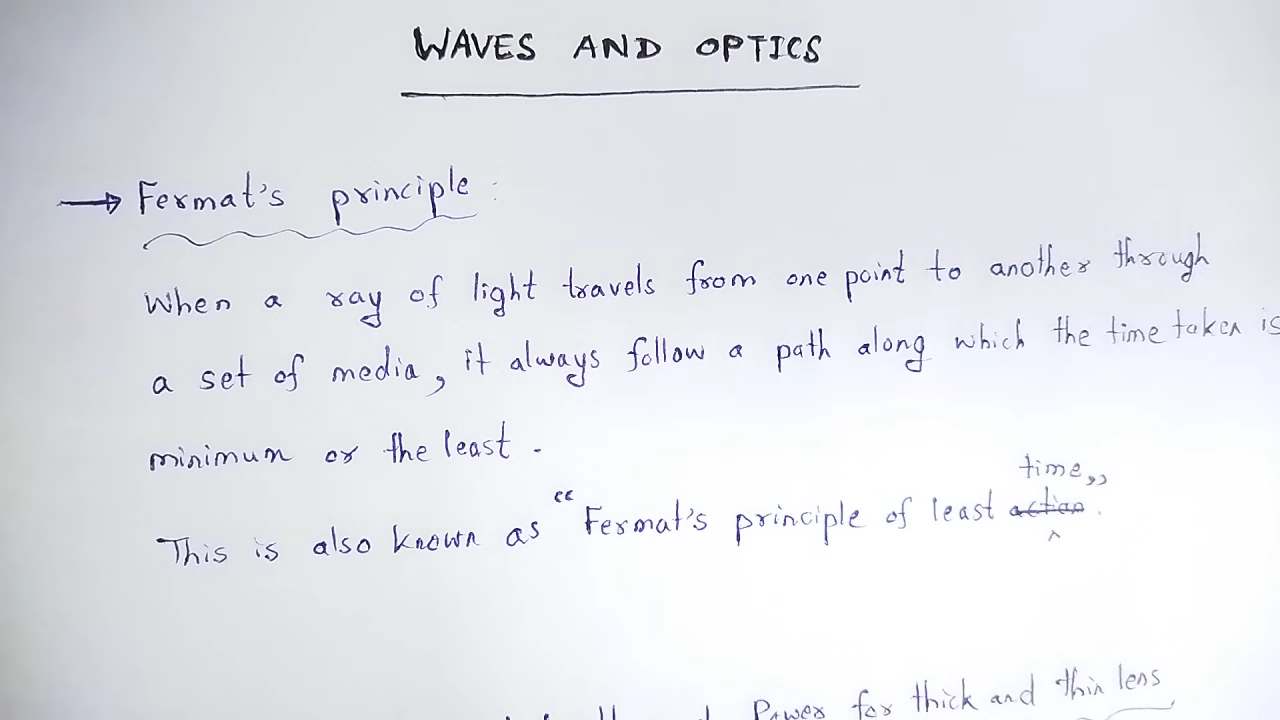 WAVES AND OPTICS
→ Fermat's principle:
When a ray of light travels from one point to another through
a set of media, it always follow a path along which the time taken is
minimum or the least.
This is also known as "Fermat's principle of least ~~action~~ time".
Power for thick and thin lens